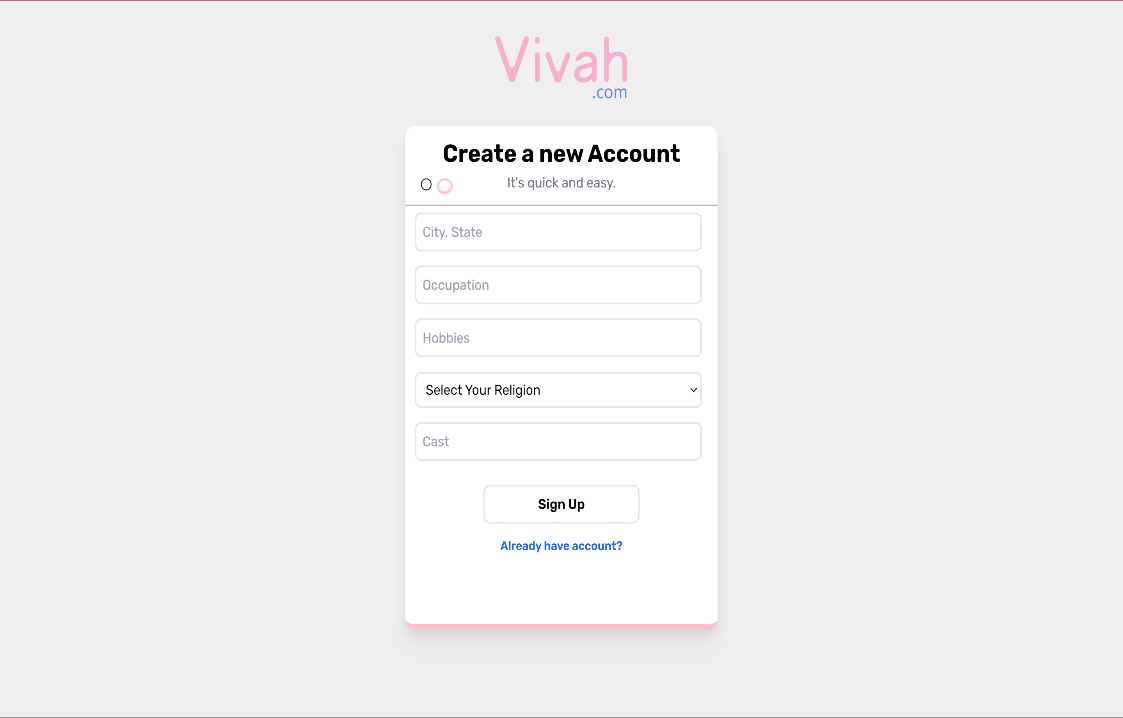 Vivah
.com
Create a new Account
It's quick and easy.
City, State
Occupation
Hobbies
Select Your Religion
Cast
Sign Up
Already have account?